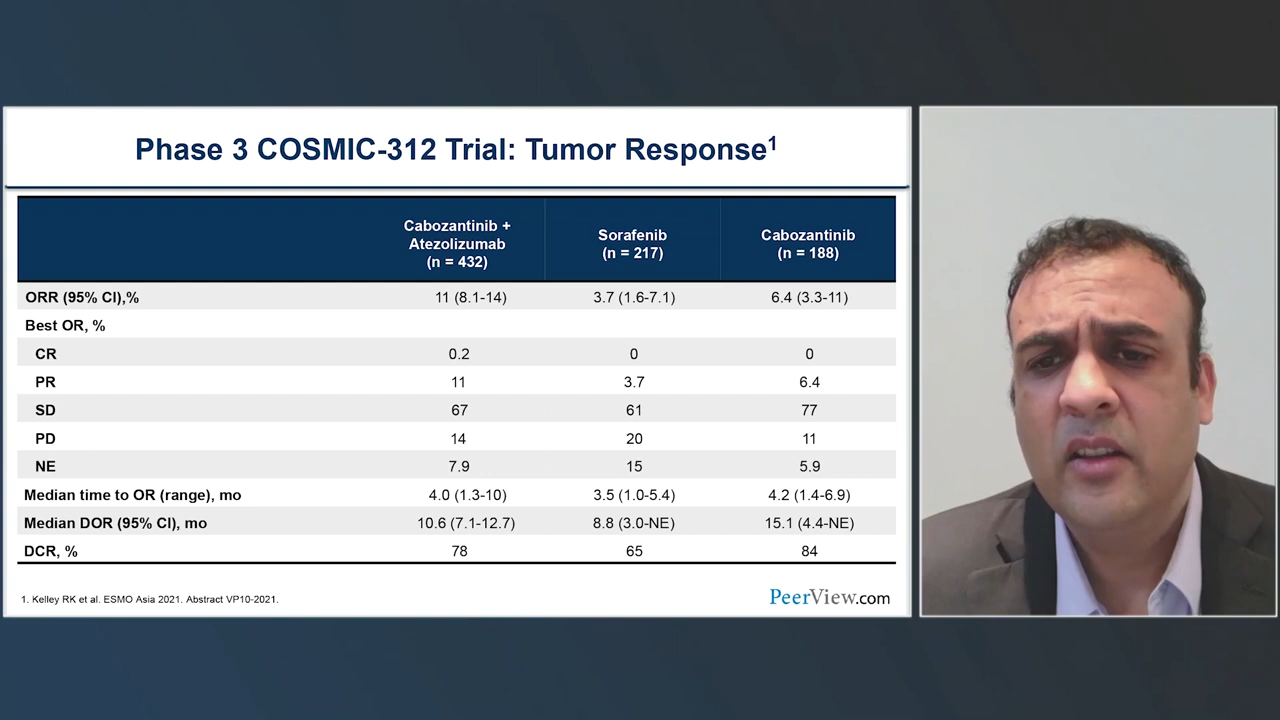 Phase 3 COSMIC-312 Trial: Tumor Response1
Cabozantinib + Atezolizumab (n = 432) Sorafenib (n = 217) Cabozantinib (n = 188)
ORR (95% CI),% 11 (8.1-14) 3.7 (1.6-7.1) 6.4 (3.3-11)
Best OR, %
CR 0.2 0 0
PR 11 3.7 6.4
SD 67 61 77
PD 14 20 11
NE 7.9 15 5.9
Median time to OR (range), mo 4.0 (1.3-10) 3.5 (1.0-5.4) 4.2 (1.4-6.9)
Median DOR (95% CI), mo 10.6 (7.1-12.7) 8.8 (3.0-NE) 15.1 (4.4-NE)
DCR, % 78 65 84
1. Kelley RK et al. ESMO Asia 2021. Abstract VP10-2021.
PeerView.com